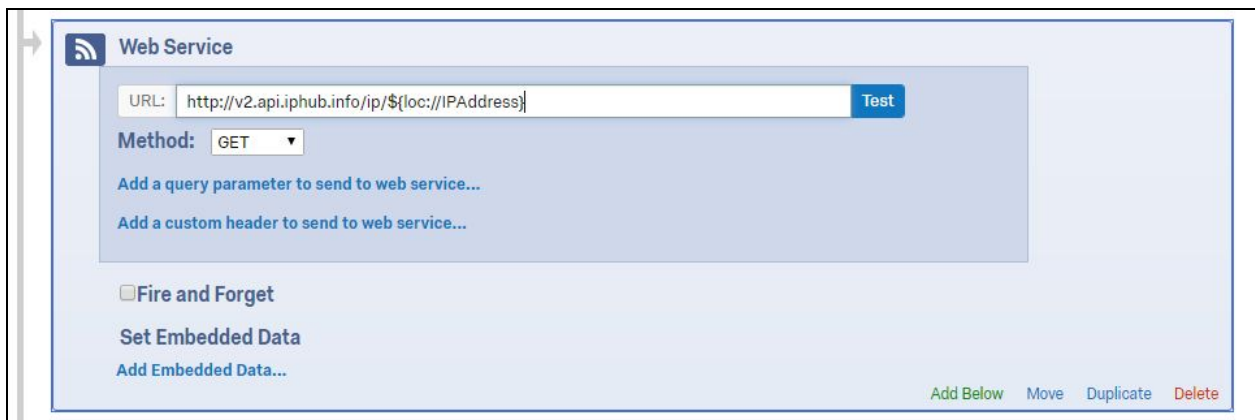 Web Service
URL: http://v2.api.iphub.info/ip/${loc://IPAddress} Test
Method: GET
Add a query parameter to send to web service...
Add a custom header to send to web service...
Fire and Forget
Set Embedded Data
Add Embedded Data...
Add Below Move Duplicate Delete